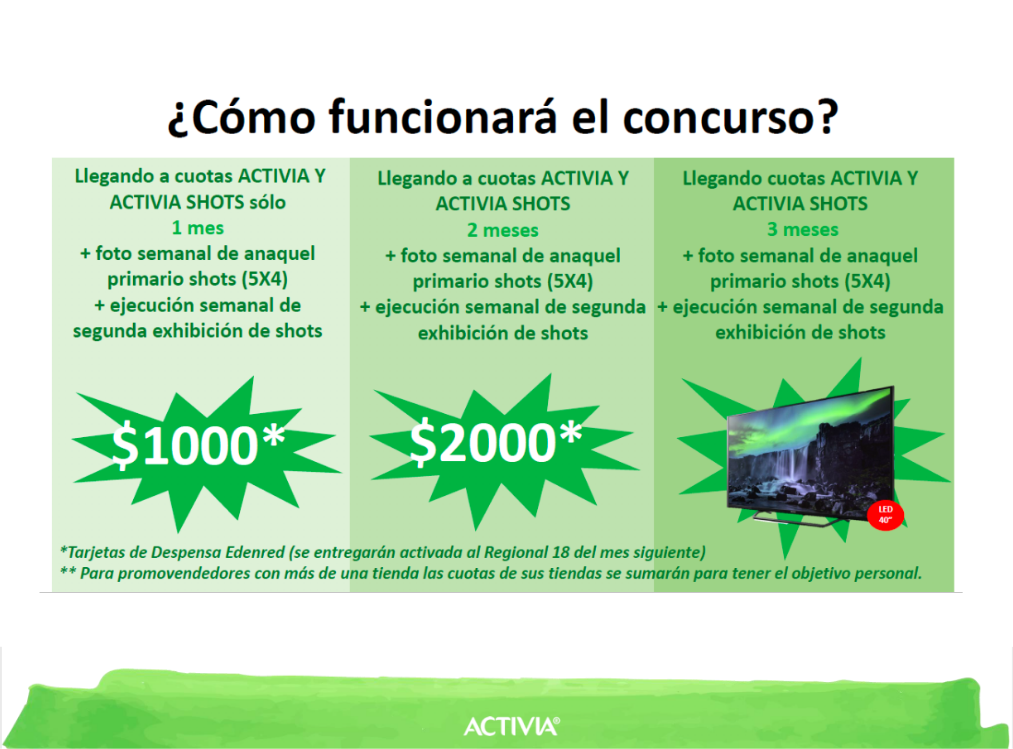 ¿Cómo funcionará el concurso?
Llegando a cuotas ACTIVIA Y
ACTIVIA SHOTS sólo
1 mes
+ foto semanal de anaquel
primario shots (5X4)
+ ejecución semanal de
segunda exhibición de shots
$1000*
Llegando a cuotas ACTIVIA Y
ACTIVIA SHOTS
2 meses
+ foto semanal de anaquel
primario shots (5X4)
+ ejecución semanal de segunda
exhibición de shots
$2000*
Llegando cuotas ACTIVIA Y
ACTIVIA SHOTS
3 meses
+ foto semanal de anaquel
primario shots (5X4)
+ ejecución semanal de segunda
exhibición de shots
LED
40"
*Tarjetas de Despensa Edenred (se entregarán activada al Regional 18 del mes siguiente)
** Para promovendedores con más de una tienda las cuotas de sus tiendas se sumarán para tener el objetivo personal.
ACTIVIA®